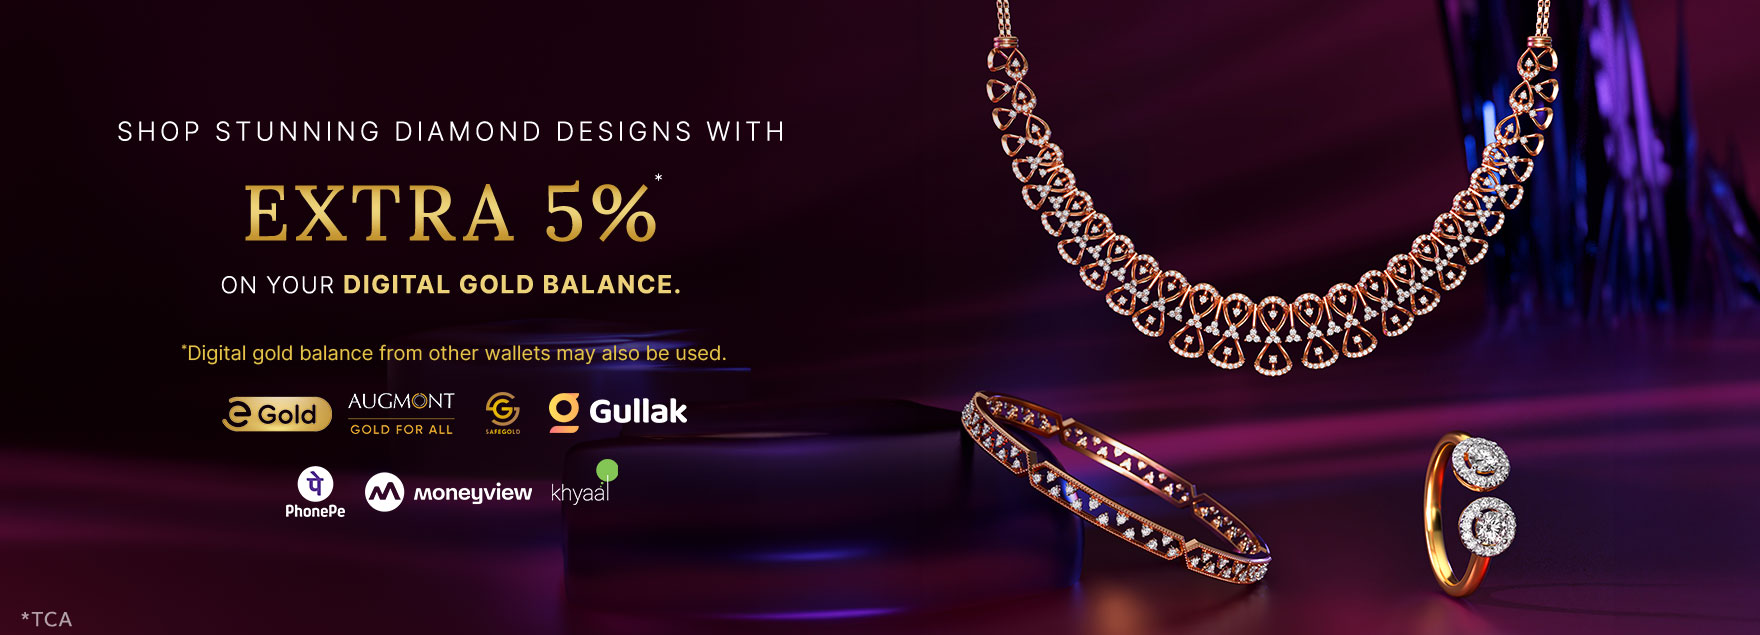 SHOP STUNNING DIAMOND DESIGNS WITH
EXTRA 5%*
ON YOUR DIGITAL GOLD BALANCE.
*Digital gold balance from other wallets may also be used.
e Gold
AUGMONT
GOLD FOR ALL
SAFEGOLD
Gullak
पे
PhonePe
moneyview
khyaal
*TCA